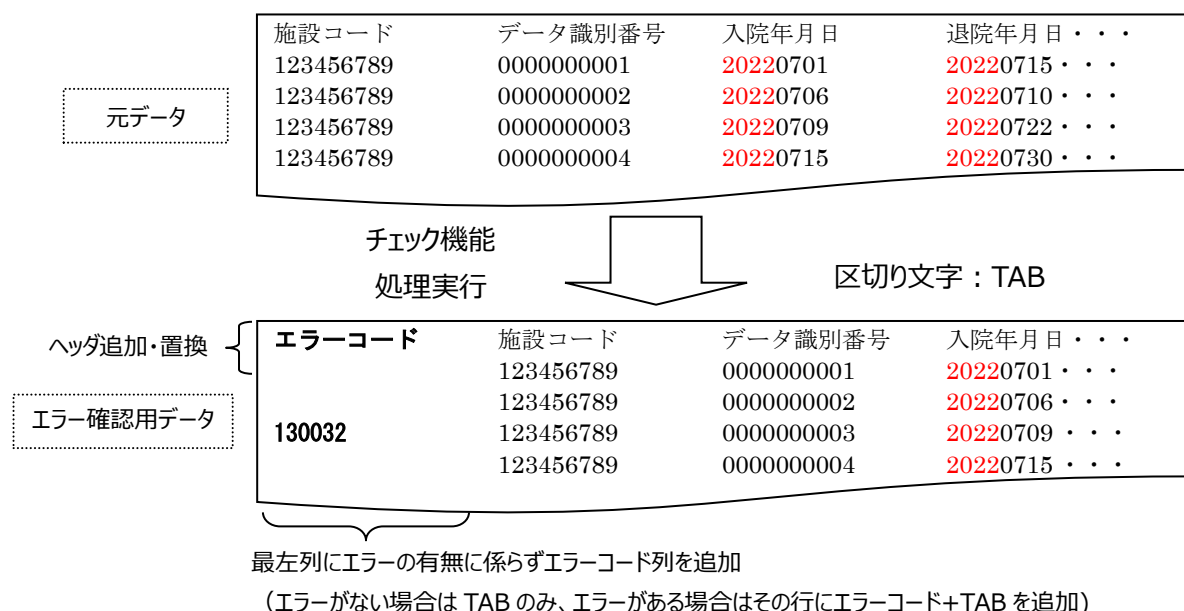 施設コード データ識別番号 入院年月日 退院年月日・・・
123456789 0000000001 20220701 20220715・・・
123456789 0000000002 20220706 20220710・・・
元データ
123456789 0000000003 20220709 20220722・・・
123456789 0000000004 20220715 20220730・・・
チェック機能
処理実行
区切り文字：TAB
ヘッダ追加・置換
エラーコード 施設コード データ識別番号 入院年月日・・・
123456789 0000000001 20220701・・・
123456789 0000000002 20220706・・・
エラー確認用データ
130032 123456789 0000000003 20220709・・・
123456789 0000000004 20220715・・・
最左列にエラーの有無に係らずエラーコード列を追加
（エラーがない場合は TAB のみ、エラーがある場合はその行にエラーコード+TAB を追加）